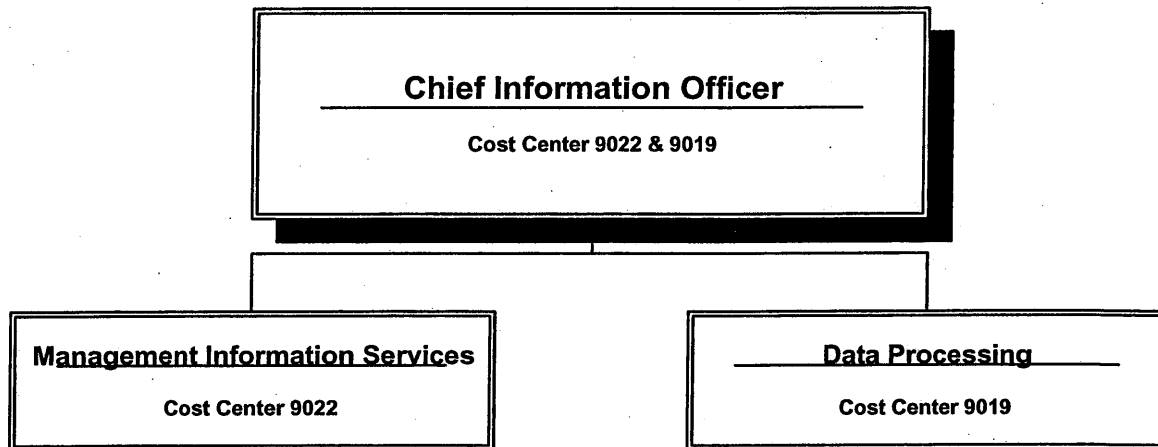 Chief Information Officer
Cost Center 9022 & 9019
Management Information Services
Cost Center 9022
Data Processing
Cost Center 9019